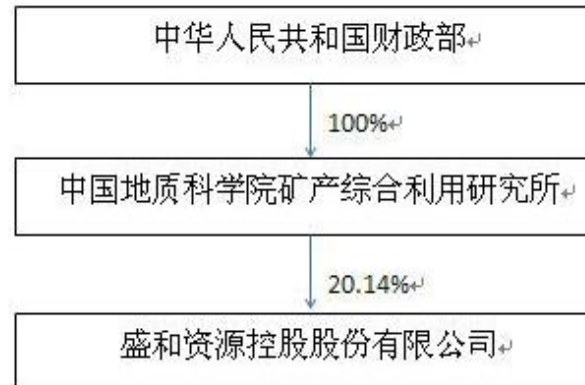 中华人民共和国财政部
100%
中国地质科学院矿产综合利用研究所
20.14%
盛和资源控股股份有限公司